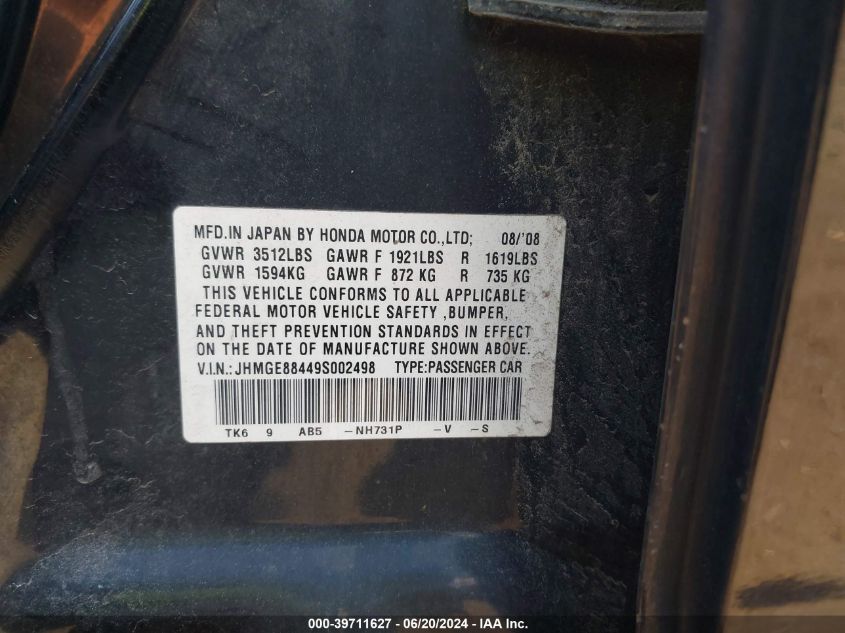 MFD.IN JAPAN BY HONDA MOTOR CO.,LTD; 08/'08
GVWR 3512LBS GAWR F 1921LBS R 1619LBS
GVWR 1594KG GAWR F 872 KG R 735 KG
THIS VEHICLE CONFORMS TO ALL APPLICABLE
FEDERAL MOTOR VEHICLE SAFETY ,BUMPER,
AND THEFT PREVENTION STANDARDS IN EFFECT
ON THE DATE OF MANUFACTURE SHOWN ABOVE.
V.I.N.:JHMGE88449S002498 TYPE:PASSENGER CAR
TK6 9 AB5 -NH731P -V -S
000-39711627 - 06/20/2024 - IAA Inc.